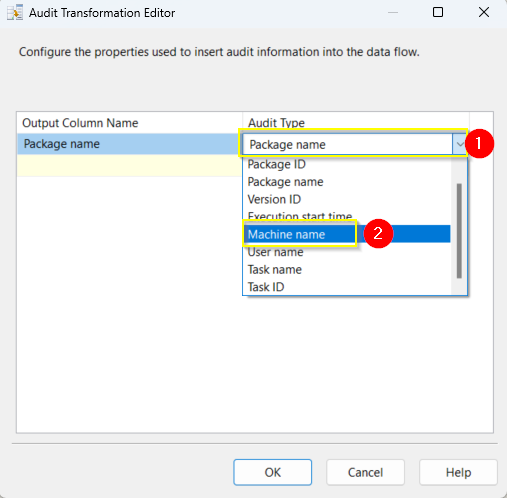 Audit Transformation Editor
Configure the properties used to insert audit information into the data flow.
Output Column Name Audit Type
Package name Package name 1
Package ID
Package name
Version ID
Execution start time
Machine name 2
User name
Task name
Task ID
OK Cancel Help